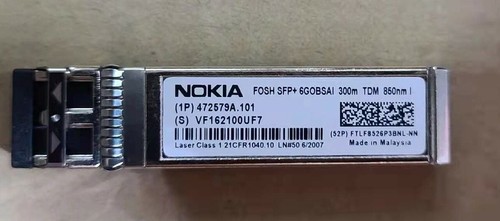 NOKIA FOSH SFP+ 6GOBSAI 300m TDM 850nm I
(1P) 472579A.101
(S) VF162100UF7
(52P) FTLF8526P3BNL-NN
Laser Class 1 21CFR1040.10 LN#50 6/2007 Made in Malaysia